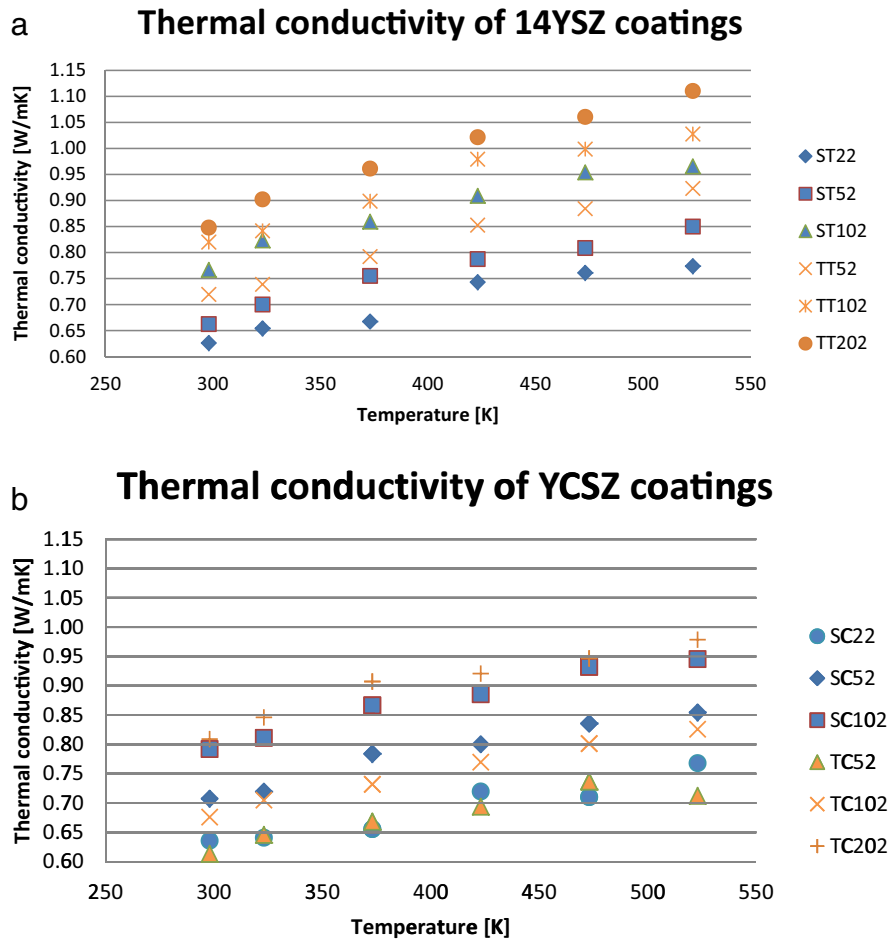 a
Thermal conductivity of 14YSZ coatings
Thermal conductivity [W/mK]
1.15
1.10
1.05
1.00
0.95
0.90
0.85
0.80
0.75
0.70
0.65
0.60
250 300 350 400 450 500 550
Temperature [K]
ST22
ST52
ST102
TT52
TT102
TT202
b
Thermal conductivity of YCSZ coatings
Thermal conductivity [W/mK]
1.15
1.10
1.05
1.00
0.95
0.90
0.85
0.80
0.75
0.70
0.65
0.60
250 300 350 400 450 500 550
Temperature [K]
SC22
SC52
SC102
TC52
TC102
TC202